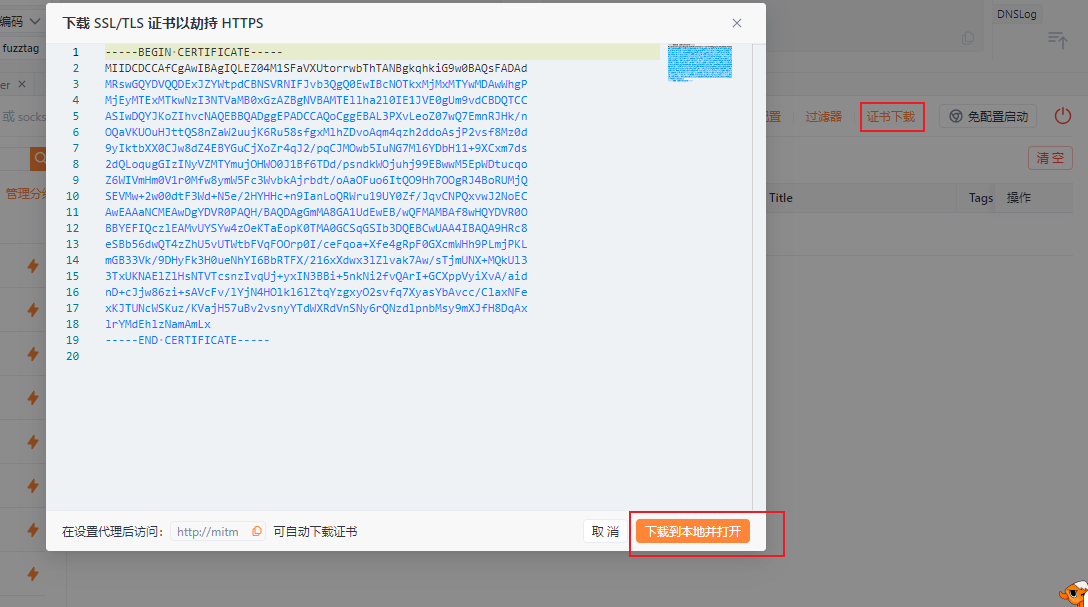 编码
fuzztag
er ×
或 socks
管理分组
下载 SSL/TLS 证书以劫持 HTTPS
1 -----BEGIN·CERTIFICATE-----
2 MIIDCDCCAfCgAwIBAgIQLEZ04M1SFaVXUtorrwbThTANBgkqhkiG9w0BAQsFADAd
3 MRswGQYDVQQDExJZYWtpdCBNSVRNIFJvb3QgQ0EwIBcNOTkxMjMxMTYwMDAwWhgP
4 MjEyMTExMTkwNzI3NTVaMB0xGzAZBgNVBAMTEllha2l0IE1JVE0gUm9vdCBDQTCC
5 ASIwDQYJKoZIhvcNAQEBBQADggEPADCCAQoCggEBAL3PXvLeoZ07wQ7EmnRJHk/n
6 OQaVKUOuHJttQS8nZaW2uujK6Ru58sfgxMlhZDvoAqm4qzh2ddoAsjP2vsf8Mz0d
7 9yIktbXX0CJw8dZ4EBYGuCjXoZr4qJ2/pqCJMOwb5IuNG7Ml6YDbH11+9XCxm7ds
8 2dQLoqugGIzINyVZMTYmujOHWO0J1Bf6TDd/psndkWOjuhj99EBwwM5EpWDtucqo
9 Z6WIVmHm0V1r0Mfw8ymW5Fc3WvbkAjrbdt/oAaOFuo6ItQO9Hh7OOgRJ4BoRUMjQ
10 SEVMw+2w00dtF3Wd+N5e/2HYHHc+n9IanLoQRWru19UY0Zf/JqvCNPQxvwJ2NoEC
11 AwEAAaNCMEAwDgYDVR0PAQH/BAQDAgGmMA8GA1UdEwEB/wQFMAMBAf8wHQYDVR0O
12 BBYEFIQczlEAMvUYSYw4zOeKTaEopK0TMA0GCSqGSIb3DQEBCwUAA4IBAQA9HRc8
13 eSBb56dwQT4zZhU5vUTWtbFVqFOOrp0I/ceFqoa+Xfe4gRpF0GXcmWHh9PLmjPKL
14 mGB33Vk/9DHyFk3H0ueNhYI6BbRTFX/216xXdwx3lZlvak7Aw/sTjmUNX+MQkUl3
15 3TxUKNAElZlHsNTVTcsnzIvqUj+yxIN3BBi+5nkNi2fvQArI+GCXppVyiXvA/aid
16 nD+cJjw86zi+sAVcFv/lYjN4HOlkl6lZtqYzgxyO2svfq7XyasYbAvcc/ClaxNFe
17 xKJTUNcWSKuz/KVajH57uBv2vsnyYTdWXRdVnSNy6rQNzdlpnbMsy9mXJfH8DqAx
18 lrYMdEhlzNamAmLx
19 -----END·CERTIFICATE-----
20
在设置代理后访问: http://mitm 可自动下载证书
取 消
下载到本地并打开
DNSLog
置
过滤器
证书下载
免配置启动
清 空
Title
Tags
操作